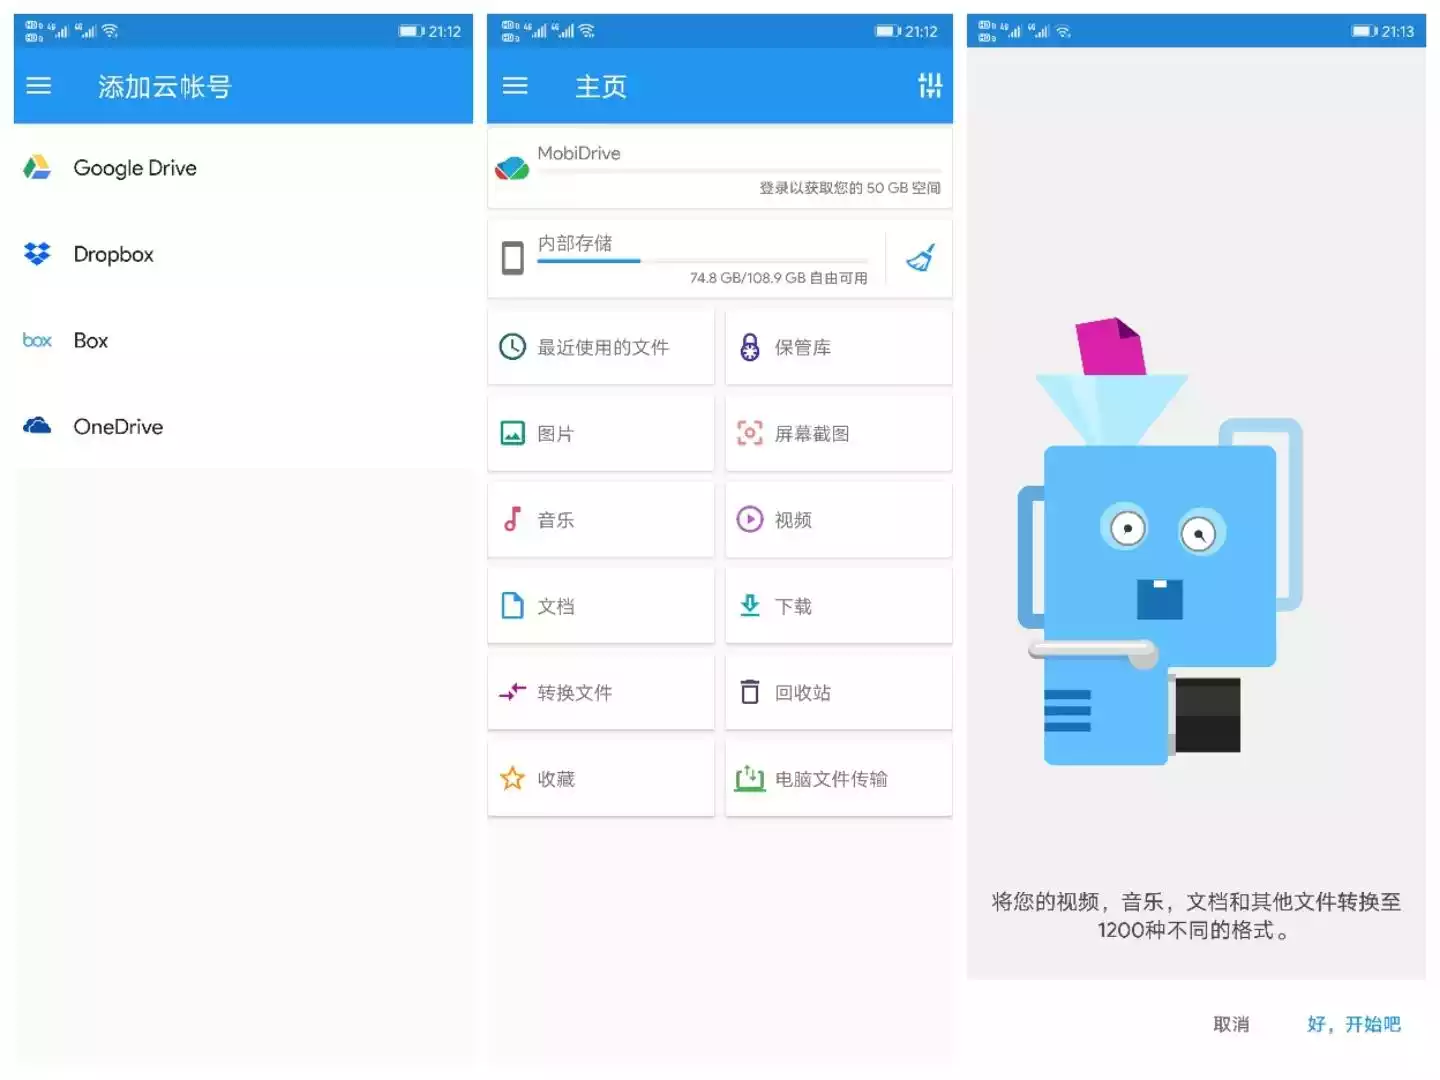 21:12
添加云帐号
Google Drive
Dropbox
box Box
OneDrive
21:12
主页
MobiDrive
登录以获取您的 50 GB 空间
内部存储
74.8 GB/108.9 GB 自由可用
最近使用的文件
保管库
图片
屏幕截图
音乐
视频
文档
下载
转换文件
回收站
收藏
电脑文件传输
21:13
将您的视频，音乐，文档和其他文件转换至
1200种不同的格式。
取消
好，开始吧